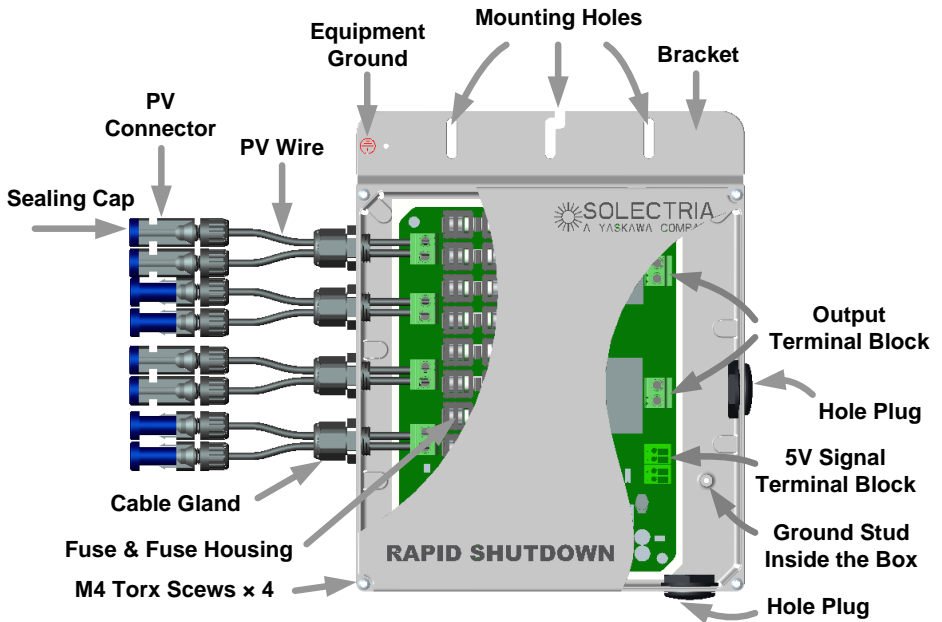 Mounting Holes
Equipment
Ground
Bracket
PV
Connector
PV Wire
Sealing Cap
SOLECTRIA
A YASKAWA COMPA
Output
Terminal Block
Hole Plug
5V Signal
Terminal Block
Cable Gland
Ground Stud
Inside the Box
Fuse & Fuse Housing
RAPID SHUTDOWN
M4 Torx Scews × 4
Hole Plug